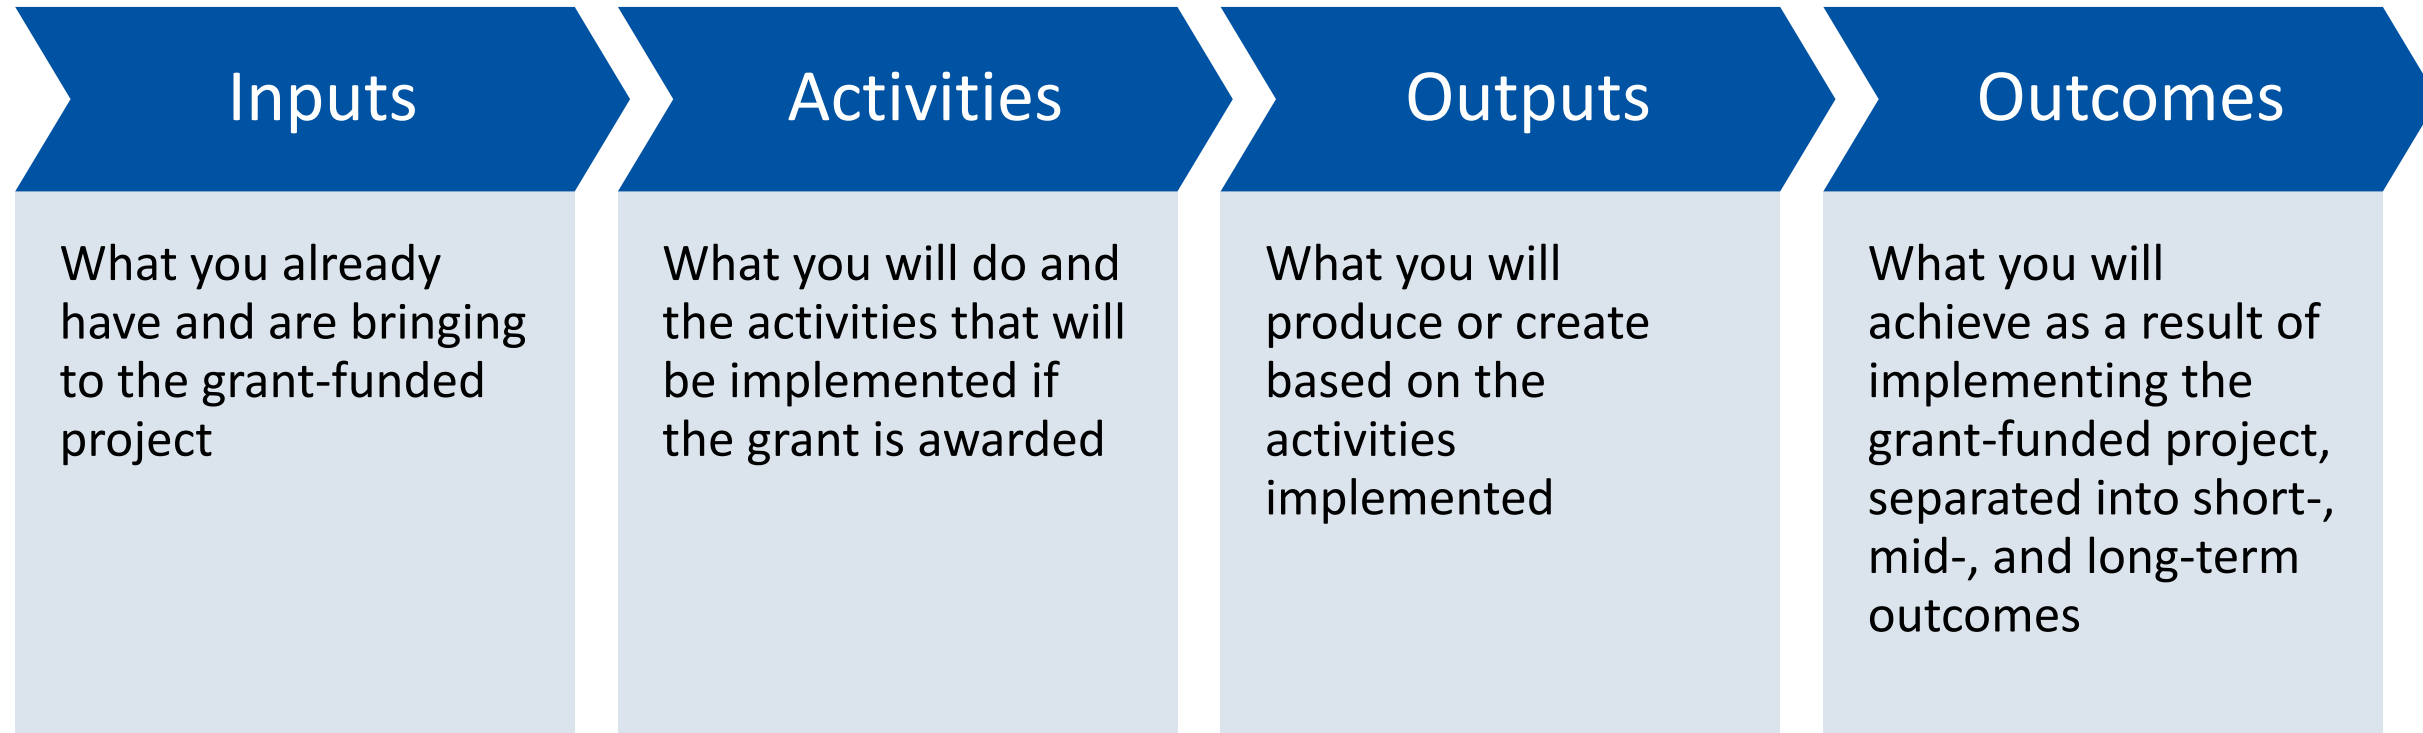 Inputs
What you already
have and are bringing
to the grant-funded
project
Activities
What you will do and
the activities that will
be implemented if
the grant is awarded
Outputs
What you will
produce or create
based on the
activities
implemented
Outcomes
What you will
achieve as a result of
implementing the
grant-funded project,
separated into short-,
mid-, and long-term
outcomes